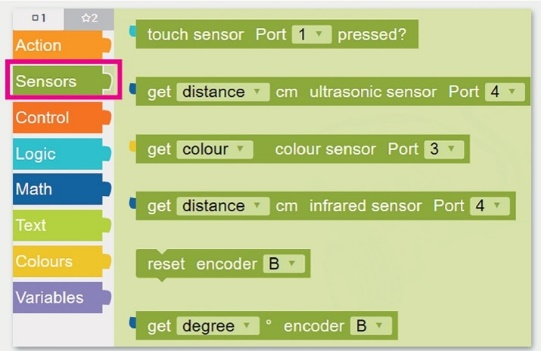 1 2
Action
Sensors
Control
Logic
Math
Text
Colours
Variables
touch sensor Port 1 pressed?
get distance cm ultrasonic sensor Port 4
get colour colour sensor Port 3
get distance cm infrared sensor Port 4
reset encoder B
get degree ° encoder B